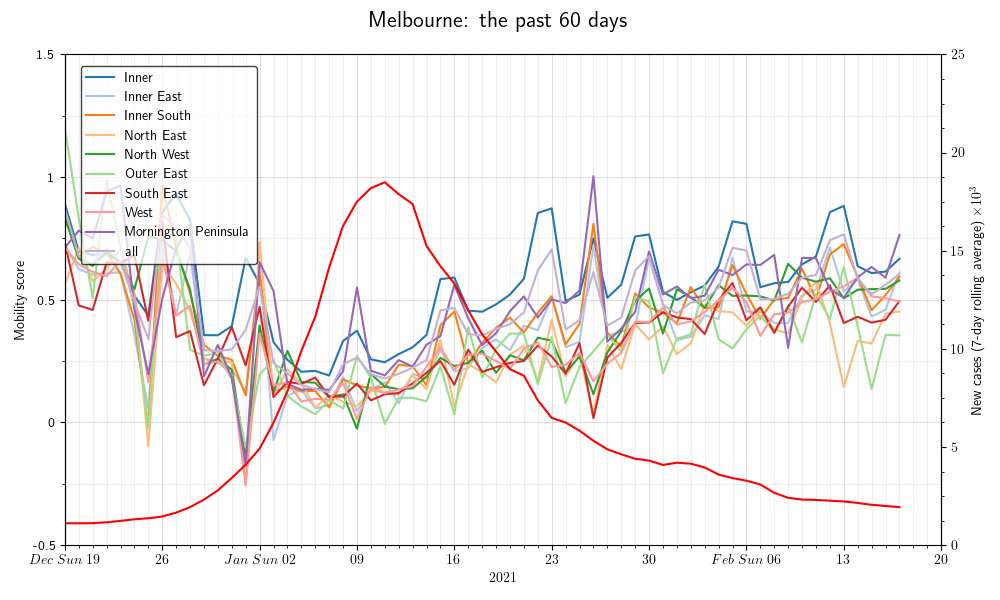 Melbourne: the past 60 days
1.5
1
0.5
0
-0.5
Mobility score
Inner
Inner East
Inner South
North East
North West
Outer East
South East
West
Mornington Peninsula
all
25
20
15
10
5
0
New cases (7-day rolling average) ×10³
Dec Sun 19
26
Jan Sun 02
09
16
23
30
Feb Sun 06
13
20
2021